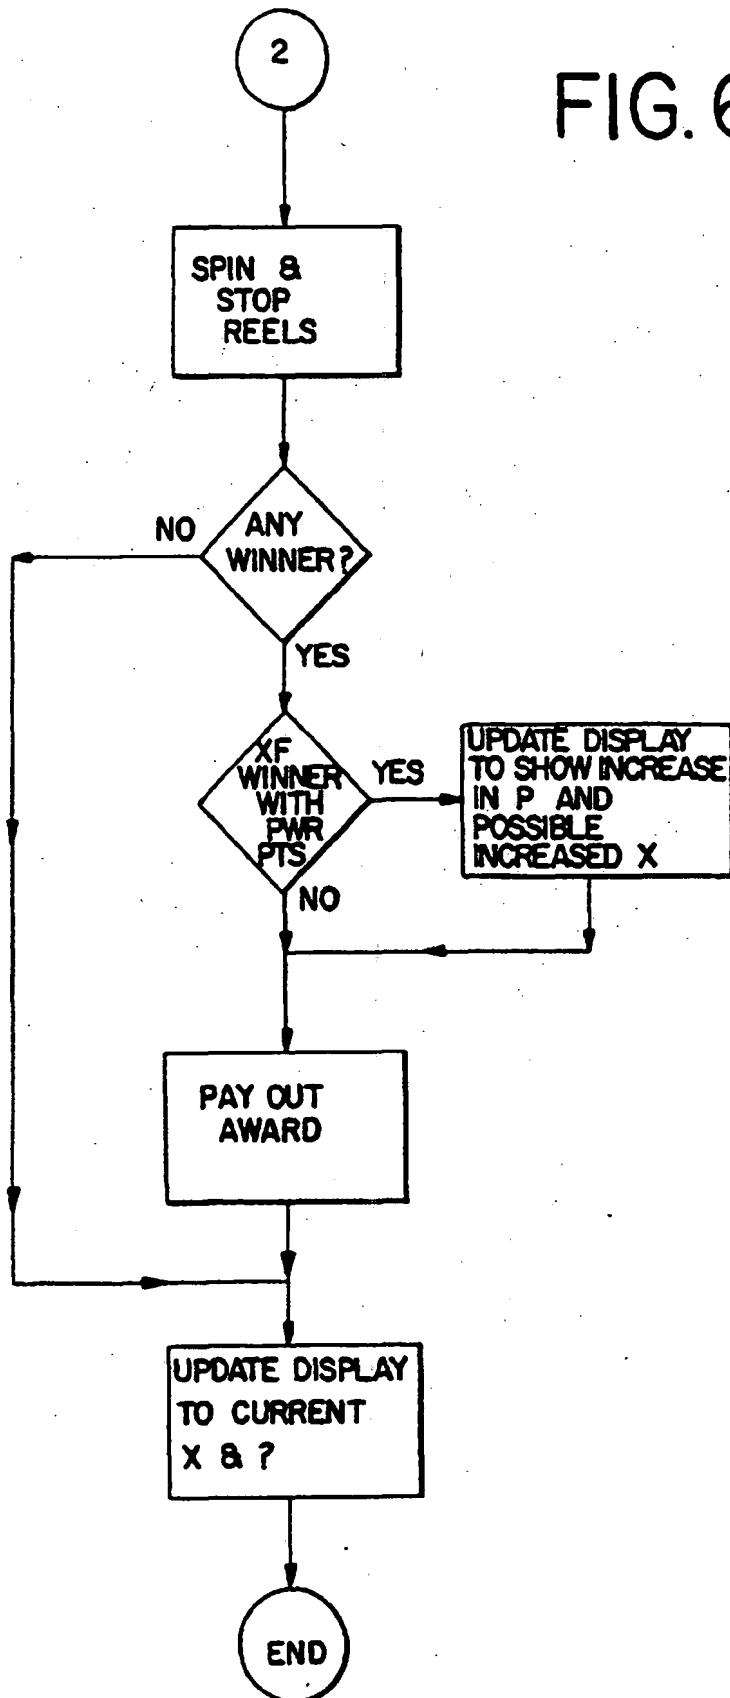 2
FIG. 6
SPIN &
STOP
REELS
ANY
WINNER?
NO
YES
XF
WINNER
WITH
PWR
PTS
YES
UPDATE DISPLAY
TO SHOW INCREASE
IN P AND
POSSIBLE
INCREASED X
NO
PAY OUT
AWARD
UPDATE DISPLAY
TO CURRENT
X & ?
END